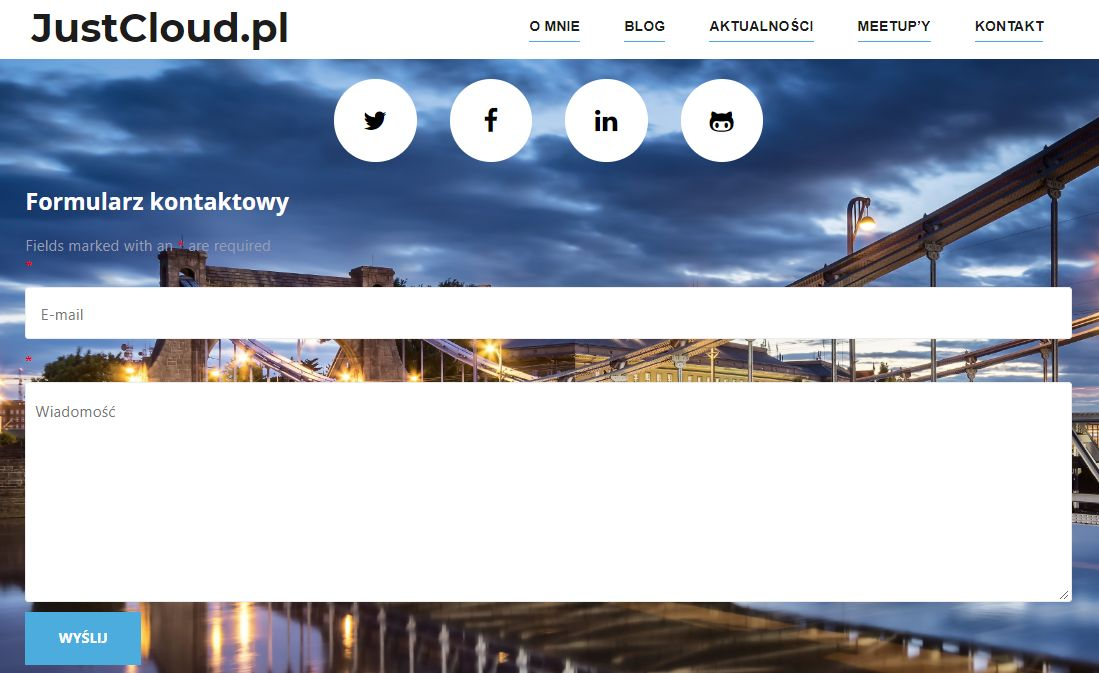 JustCloud.pl
O MNIE BLOG AKTUALNOŚCI MEETUP’Y KONTAKT
Formularz kontaktowy
Fields marked with an * are required
*
E-mail
*
Wiadomość
WYŚLIJ